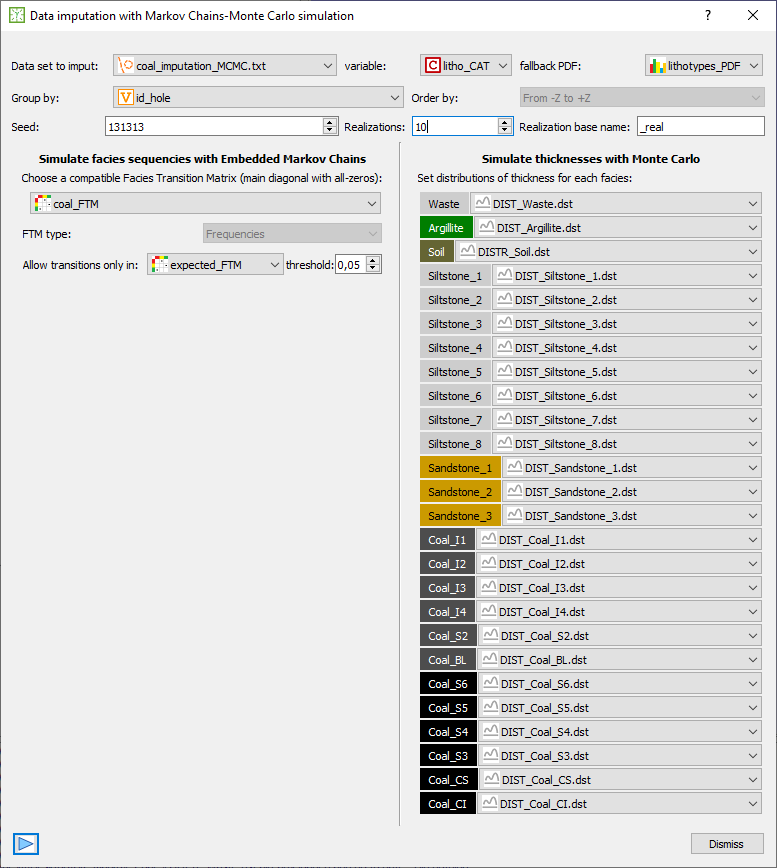 Data imputation with Markov Chains-Monte Carlo simulation ?
Data set to imput: coal_imputation_MCMC.txt variable: C litho_CAT fallback PDF: lithotypes_PDF
Group by: V id_hole Order by: From -Z to +Z
Seed: 131313 Realizations: 10 Realization base name: _real
Simulate facies sequencies with Embedded Markov Chains
Choose a compatible Facies Transition Matrix (main diagonal with all-zeros):
coal_FTM
FTM type: Frequencies
Allow transitions only in: expected_FTM threshold: 0,05
Simulate thicknesses with Monte Carlo
Set distributions of thickness for each facies:
Waste DIST_Waste.dst
Argillite DIST_Argillite.dst
Soil DISTR_Soil.dst
Siltstone_1 DIST_Siltstone_1.dst
Siltstone_2 DIST_Siltstone_2.dst
Siltstone_3 DIST_Siltstone_3.dst
Siltstone_4 DIST_Siltstone_4.dst
Siltstone_5 DIST_Siltstone_5.dst
Siltstone_6 DIST_Siltstone_6.dst
Siltstone_7 DIST_Siltstone_7.dst
Siltstone_8 DIST_Siltstone_8.dst
Sandstone_1 DIST_Sandstone_1.dst
Sandstone_2 DIST_Sandstone_2.dst
Sandstone_3 DIST_Sandstone_3.dst
Coal_I1 DIST_Coal_I1.dst
Coal_I2 DIST_Coal_I2.dst
Coal_I3 DIST_Coal_I3.dst
Coal_I4 DIST_Coal_I4.dst
Coal_S2 DIST_Coal_S2.dst
Coal_BL DIST_Coal_BL.dst
Coal_S6 DIST_Coal_S6.dst
Coal_S5 DIST_Coal_S5.dst
Coal_S4 DIST_Coal_S4.dst
Coal_S3 DIST_Coal_S3.dst
Coal_CS DIST_Coal_CS.dst
Coal_CI DIST_Coal_CI.dst
Dismiss